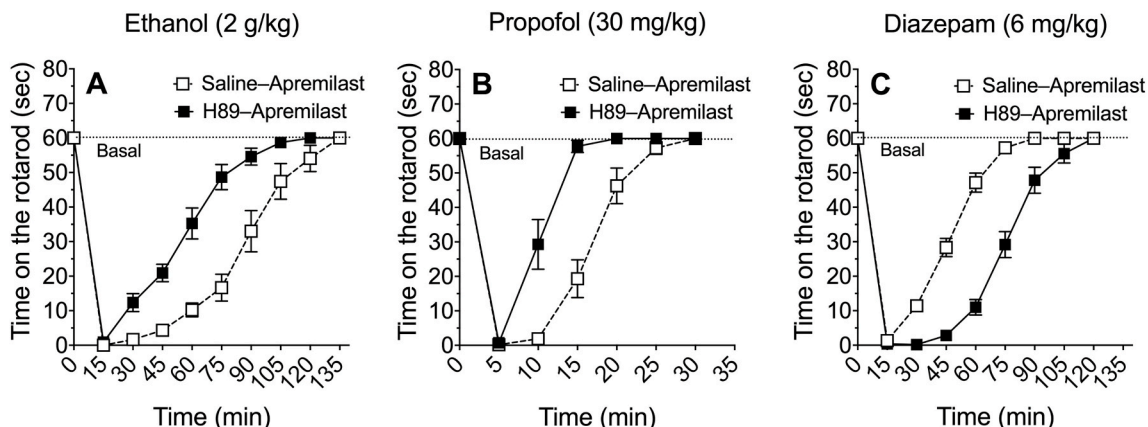 Ethanol (2 g/kg)
A
Saline–Apremilast
H89–Apremilast
Basal
Time on the rotarod (sec)
80
70
60
50
40
30
20
10
0
0 15 30 45 60 75 90 105 120 135
Time (min)
Propofol (30 mg/kg)
B
Saline–Apremilast
H89–Apremilast
Basal
Time on the rotarod (sec)
80
70
60
50
40
30
20
10
0
0 5 10 15 20 25 30 35
Time (min)
Diazepam (6 mg/kg)
C
Saline–Apremilast
H89–Apremilast
Basal
Time on the rotarod (sec)
80
70
60
50
40
30
20
10
0
0 15 30 45 60 75 90 105 120 135
Time (min)